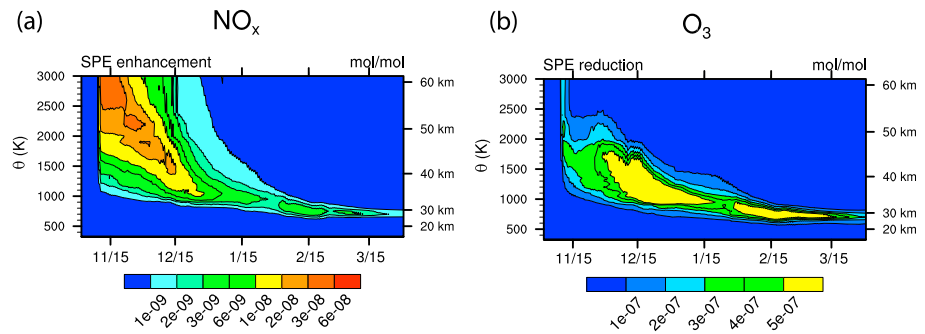 (a) NOx
SPE enhancement mol/mol
3000
2500
2000
1500
1000
500
θ (K)
60 km
50 km
40 km
30 km
20 km
11/15 12/15 1/15 2/15 3/15
1e-09 2e-09 3e-09 6e-09 1e-08 2e-08 3e-08 6e-08
(b) O3
SPE reduction mol/mol
3000
2500
2000
1500
1000
500
θ (K)
60 km
50 km
40 km
30 km
20 km
11/15 12/15 1/15 2/15 3/15
1e-07 2e-07 3e-07 4e-07 5e-07